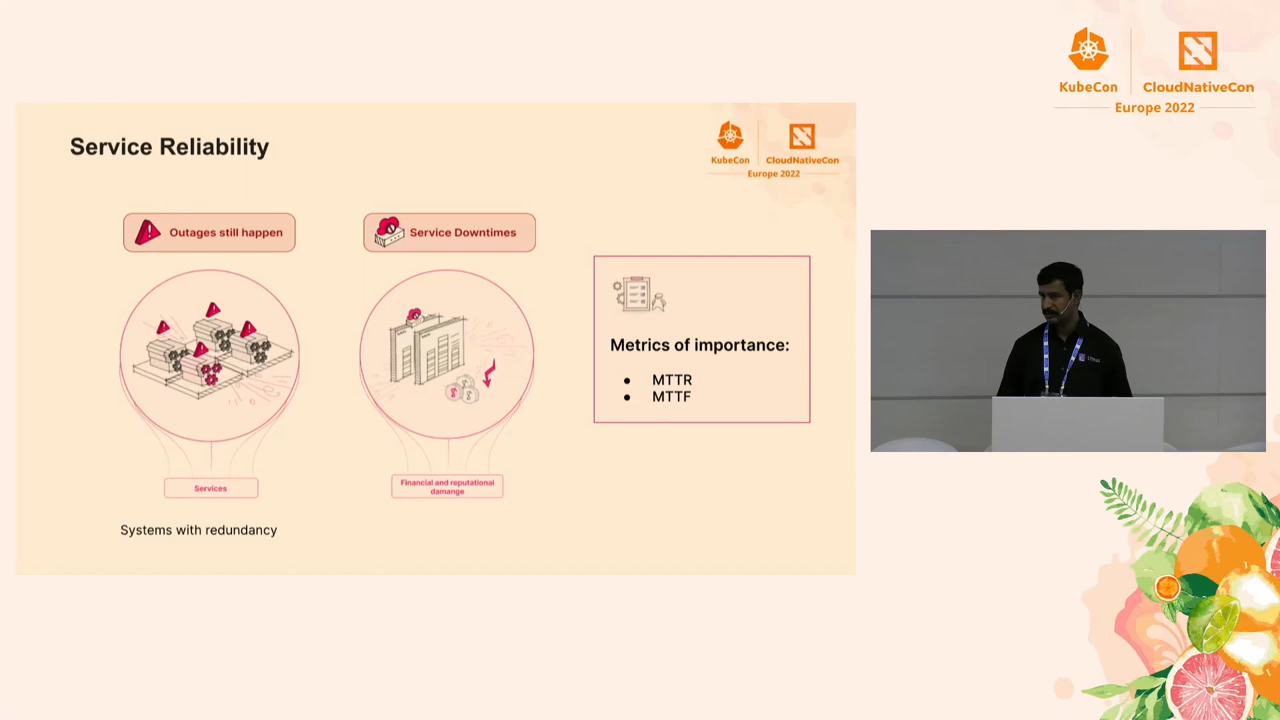 KubeCon
CloudNativeCon
Europe 2022
Service Reliability
KubeCon
CloudNativeCon
Europe 2022
Outages still happen
Service Downtimes
Metrics of importance:
• MTTR
• MTTF
Services
Financial and reputational
damange
Systems with redundancy